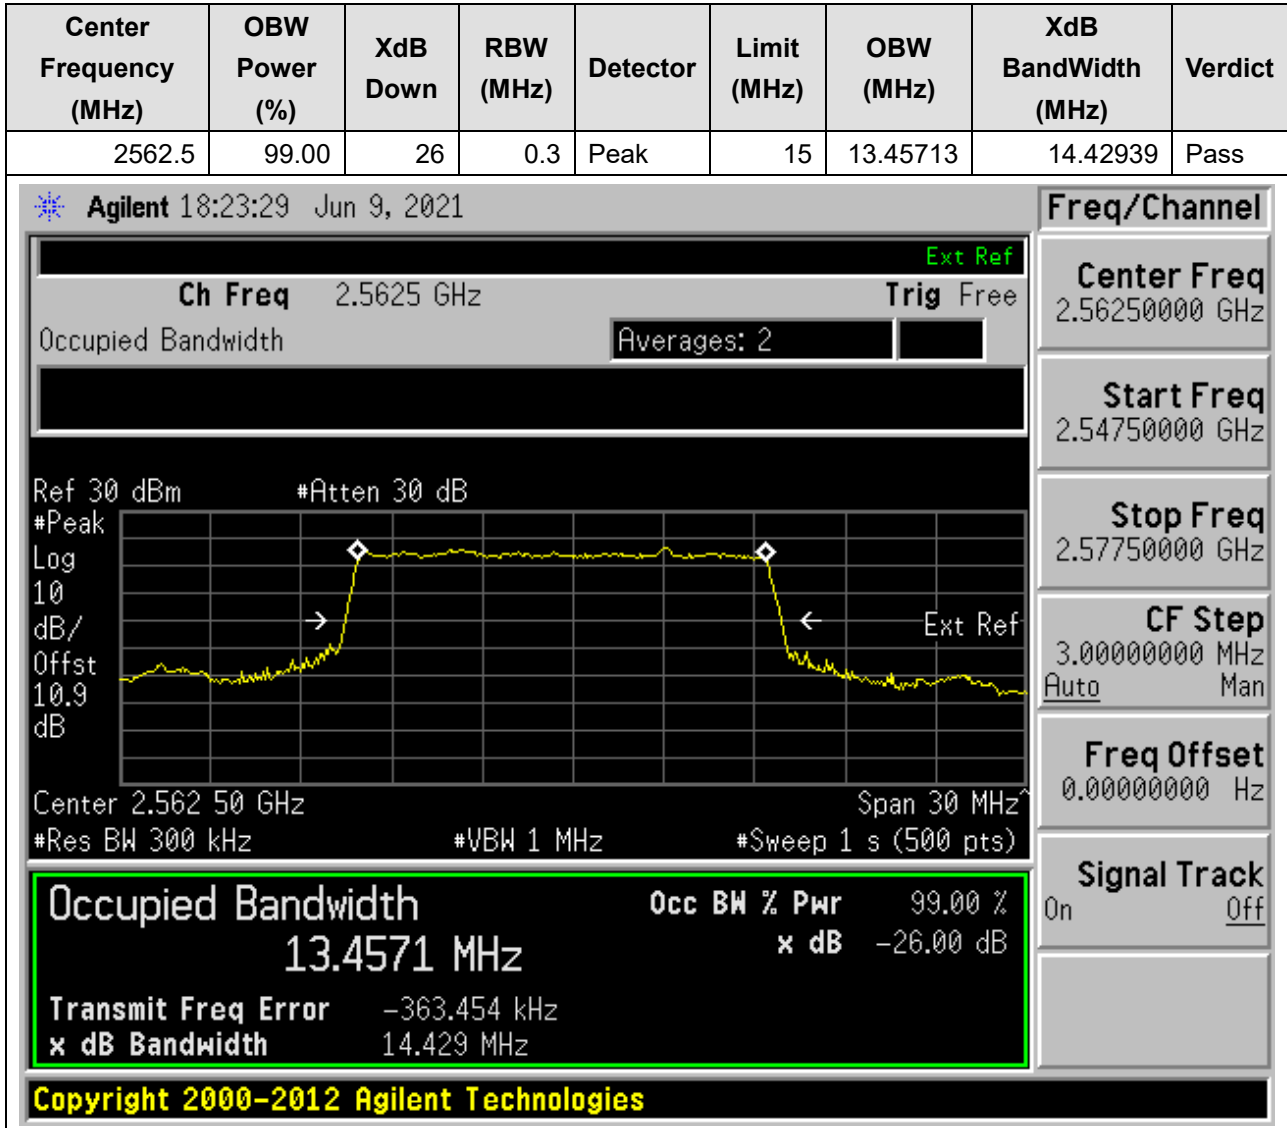 Center Frequency (MHz) OBW Power (%) XdB Down RBW (MHz) Detector Limit (MHz) OBW (MHz) XdB BandWidth (MHz) Verdict
2562.5 99.00 26 0.3 Peak 15 13.45713 14.42939 Pass
Agilent 18:23:29 Jun 9, 2021
Ext Ref
Ch Freq 2.5625 GHz Trig Free
Occupied Bandwidth Averages: 2
Ref 30 dBm #Atten 30 dB
#Peak
Log
10
dB/
Offst
10.9
dB
Ext Ref
Center 2.562 50 GHz Span 30 MHz^
#Res BW 300 kHz #VBW 1 MHz #Sweep 1 s (500 pts)
Occupied Bandwidth
13.4571 MHz
Occ BW % Pwr 99.00 %
x dB -26.00 dB
Transmit Freq Error -363.454 kHz
x dB Bandwidth 14.429 MHz
Copyright 2000-2012 Agilent Technologies
Freq/Channel
Center Freq
2.56250000 GHz
Start Freq
2.54750000 GHz
Stop Freq
2.57750000 GHz
CF Step
3.00000000 MHz
Auto Man
Freq Offset
0.00000000 Hz
Signal Track
On Off